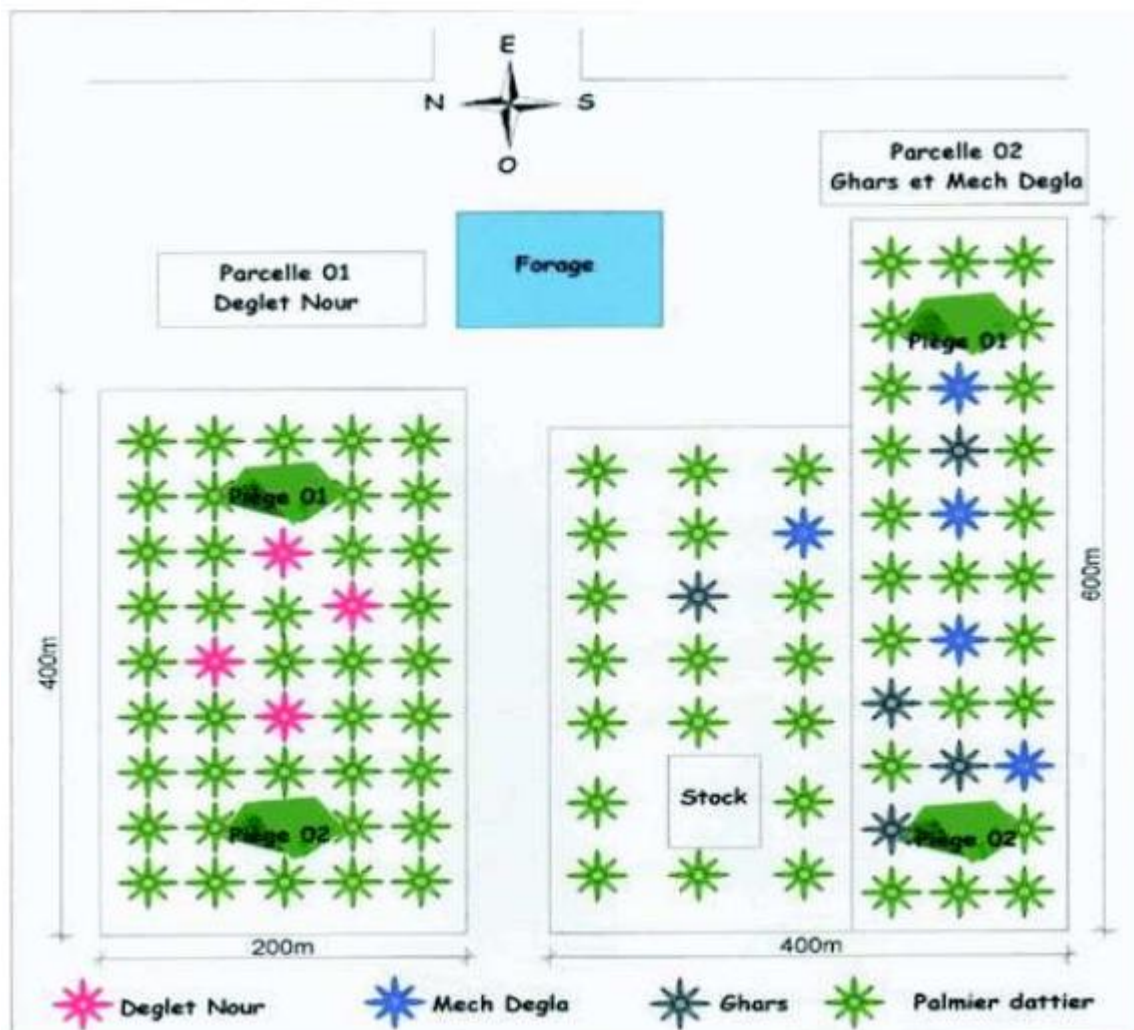 E
N S
O
Parcelle 02
Ghars et Mech Degla
Forage
Parcelle 01
Deglet Nour
Piège 01
Piège 01
400m
600m
Stock
Piège 02
Piège 02
200m
400m
Deglet Nour
Mech Degla
Ghars
Palmier dattier